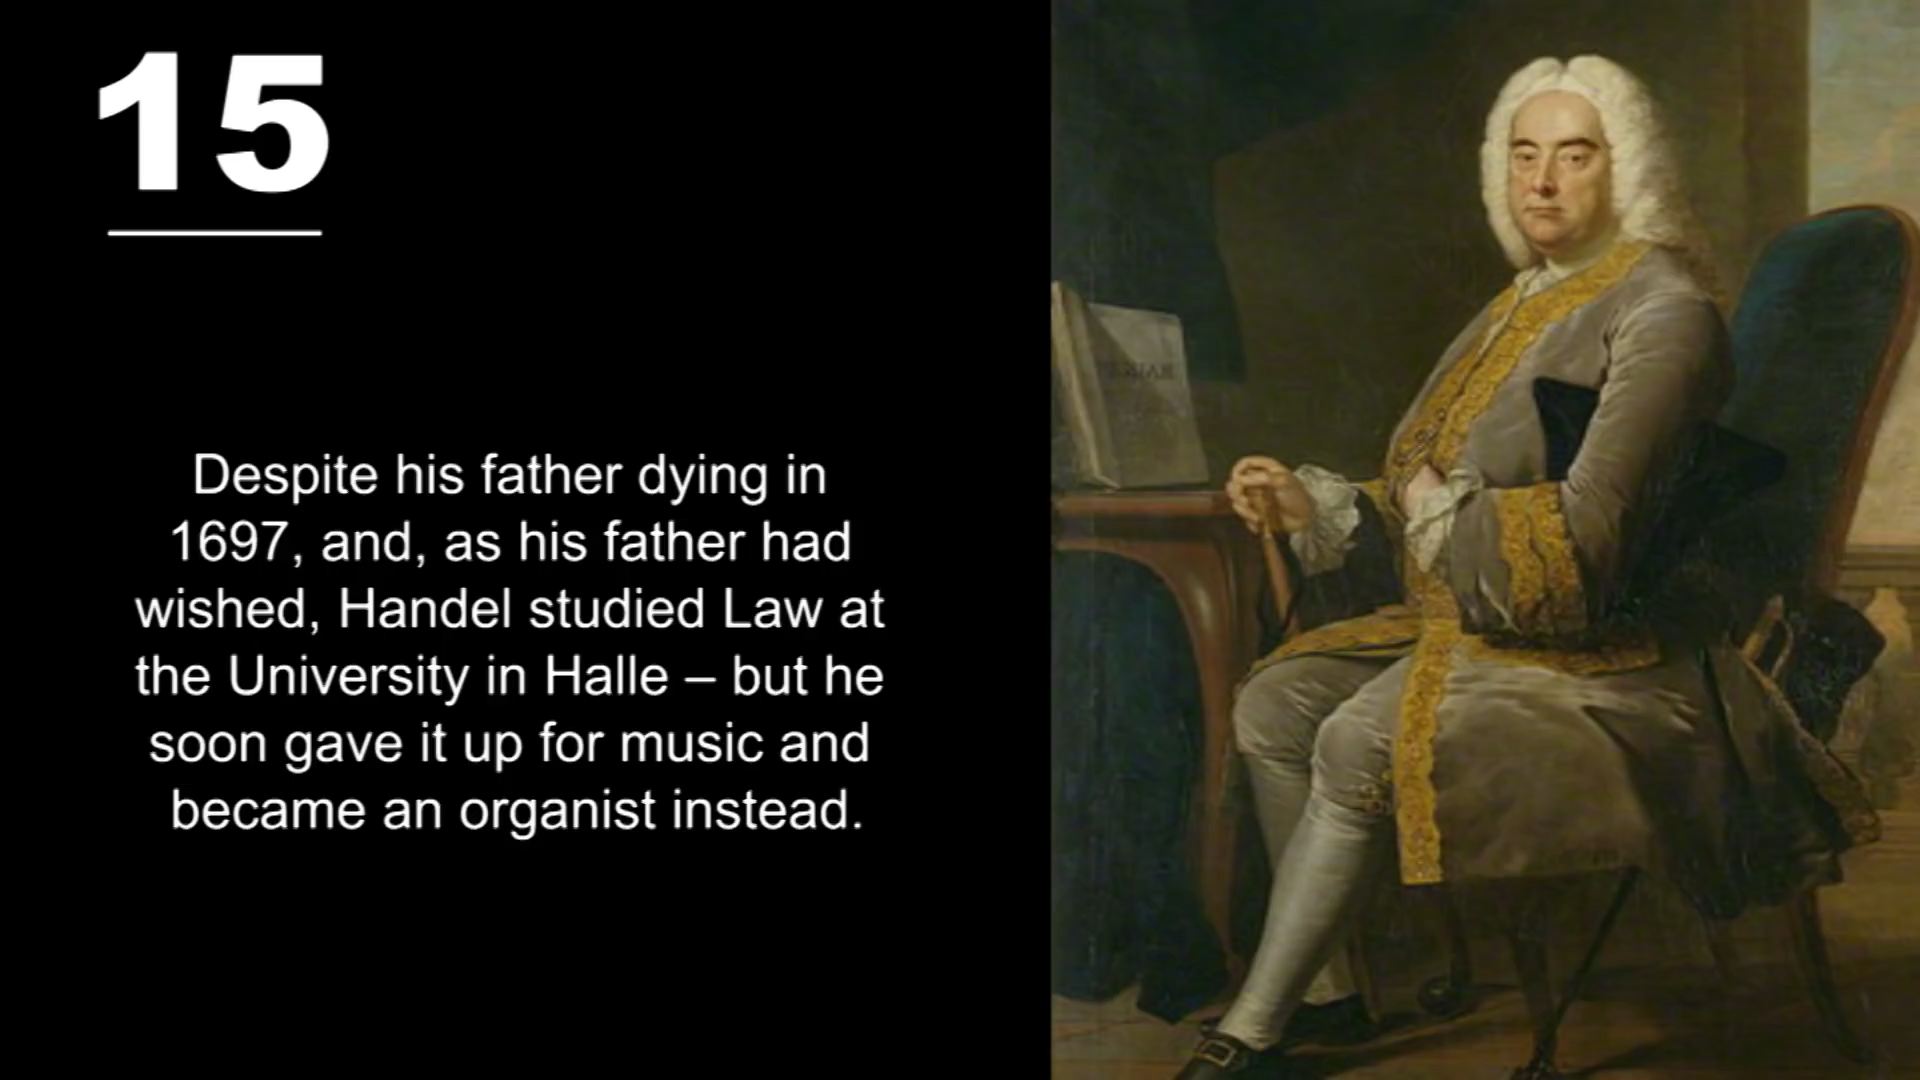 15
Despite his father dying in
1697, and, as his father had
wished, Handel studied Law at
the University in Halle – but he
soon gave it up for music and
became an organist instead.